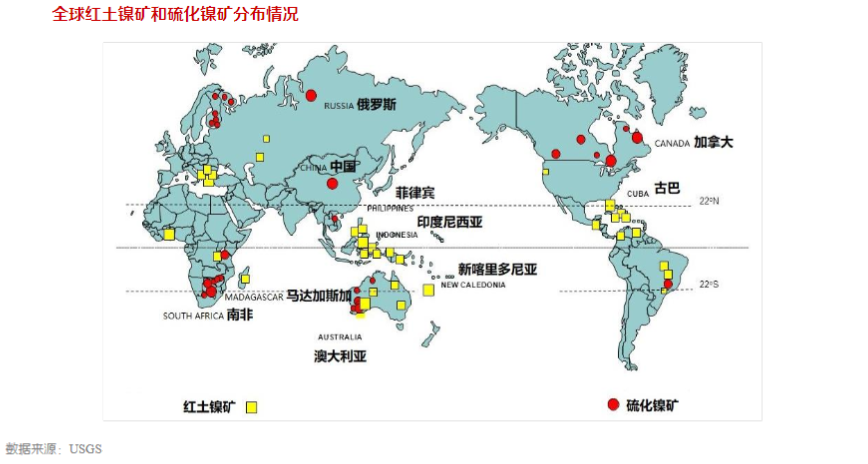 全球红土镍矿和硫化镍矿分布情况
RUSSIA 俄罗斯
CANADA 加拿大
CHINA 中国
菲律宾
PHILIPPINES
CUBA 古巴
22°N
印度尼西亚
INDONESIA
新喀里多尼亚
NEW CALEDONIA
22°S
MADAGASCAR 马达加斯加
SOUTH AFRICA 南非
AUSTRALIA
澳大利亚
红土镍矿
硫化镍矿
数据来源：USGS